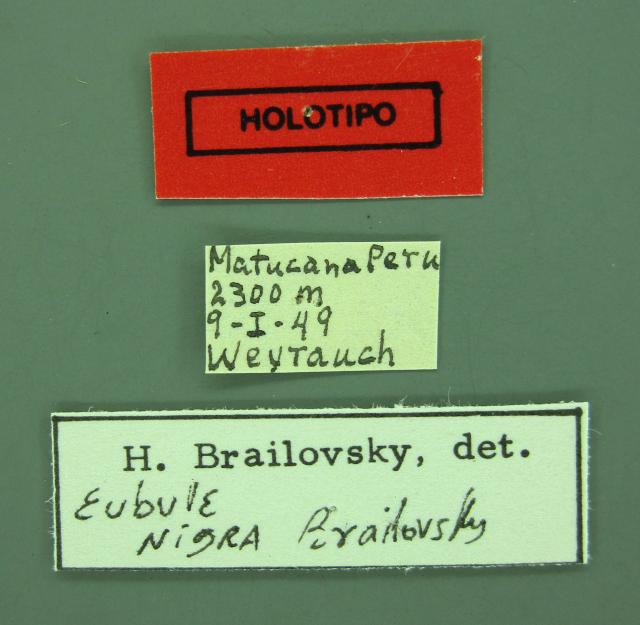 HOLOTIPO
Matucana Peru
2300 m
9-I-49
Weyrauch
H. Brailovsky, det.
Eubule
NigRA Brailovsky